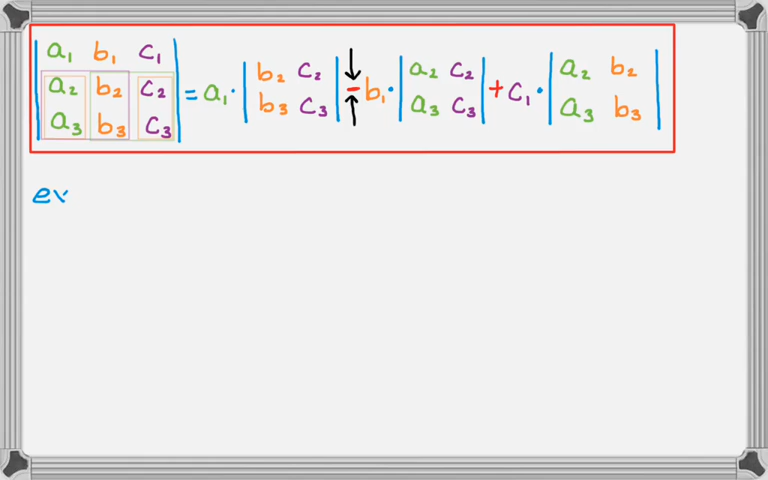 | a₁ b₁ c₁ |
| a₂ b₂ c₂ | = a₁ · | b₂ c₂ | − b₁ · | a₂ c₂ | + c₁ · | a₂ b₂ |
| a₃ b₃ c₃ | | b₃ c₃ | | a₃ c₃ | | a₃ b₃ |
ev